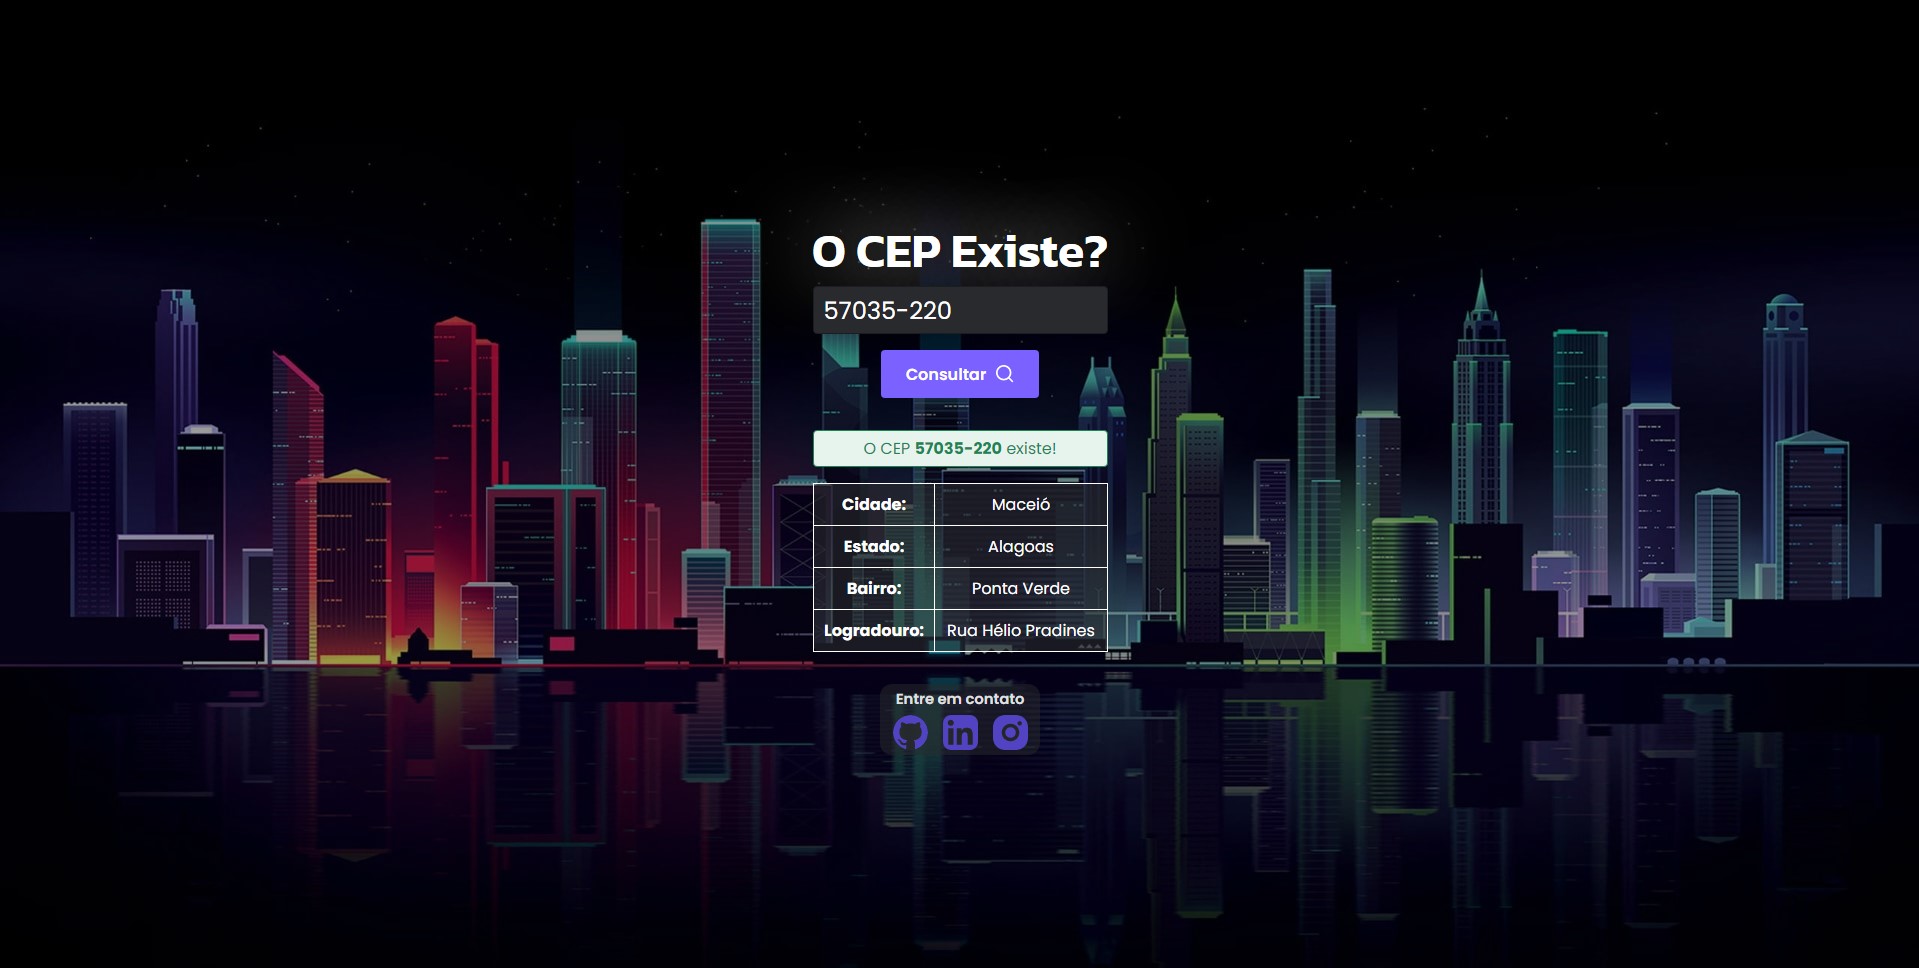 O CEP Existe?
57035-220
Consultar
O CEP 57035-220 existe!
Cidade: Maceió
Estado: Alagoas
Bairro: Ponta Verde
Logradouro: Rua Hélio Pradines
Entre em contato
in